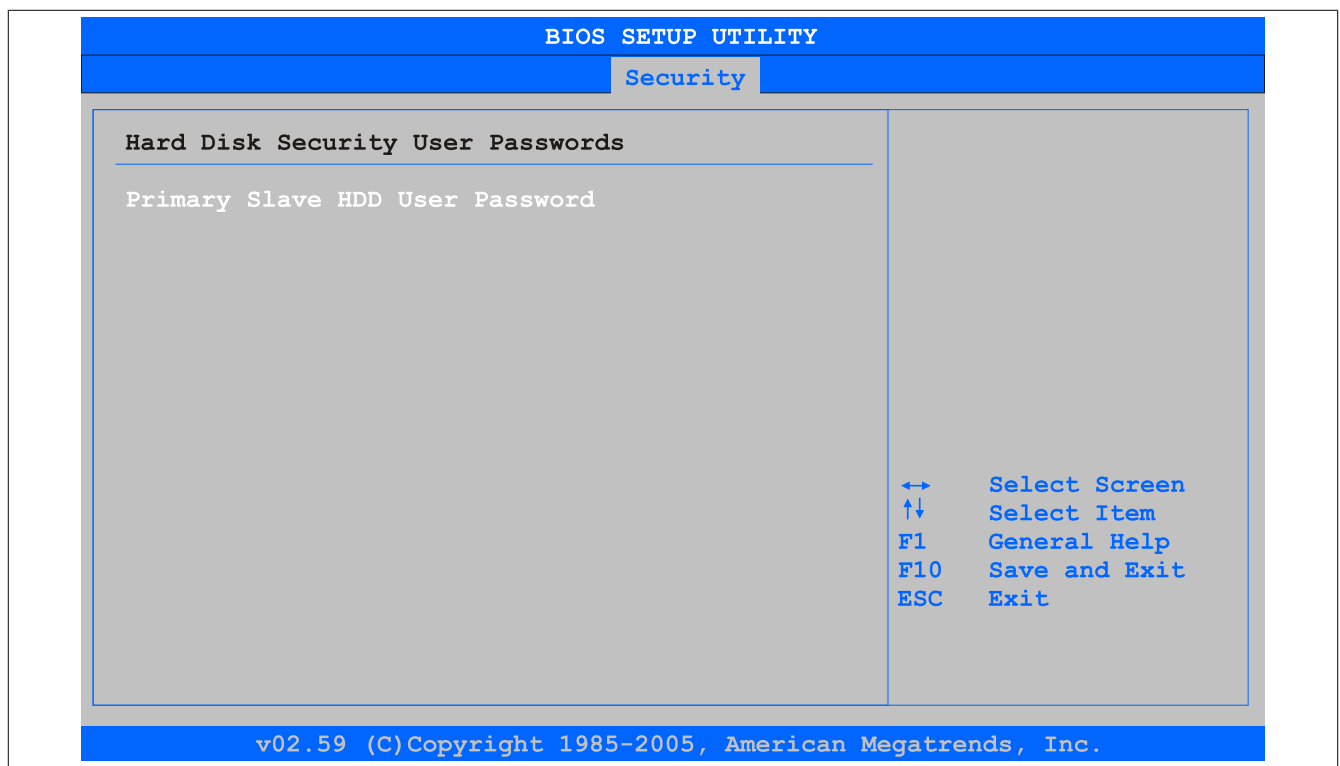 BIOS SETUP UTILITY
Security
Hard Disk Security User Passwords
Primary Slave HDD User Password
↔ Select Screen
↑↓ Select Item
F1 General Help
F10 Save and Exit
ESC Exit
v02.59 (C)Copyright 1985-2005, American Megatrends, Inc.